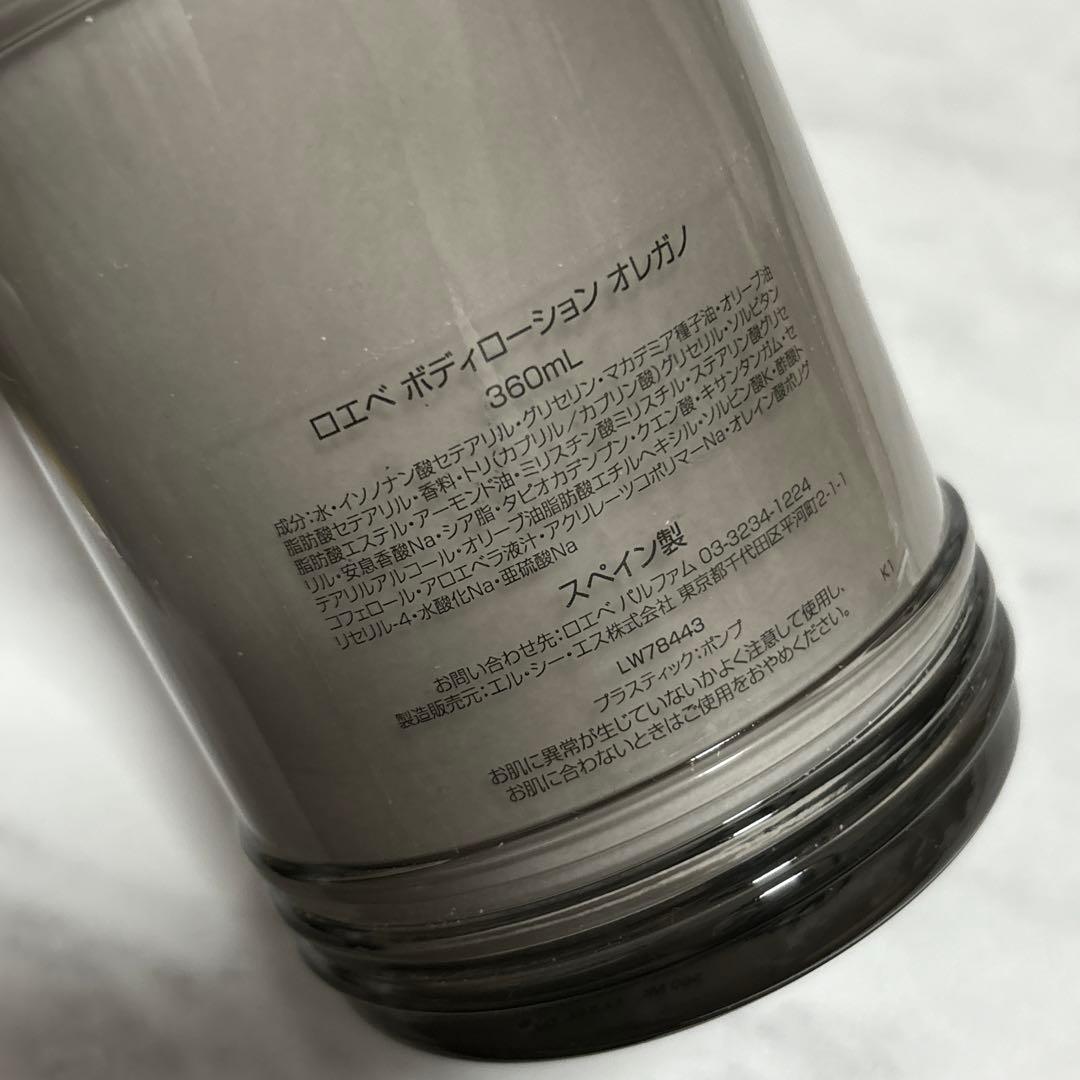 ロエベ ボディローション オレガノ
360mL
成分:水・イソノナン酸セテアリル・グリセリン・マカデミア種子油・オリーブ油
脂肪酸セテアリル・香料・トリ(カプリル/カプリン酸)グリセリル・ソルビタン
脂肪酸エステル・アーモンド油・ミリスチン酸ミリスチル・ステアリン酸グリセ
リル・安息香酸Na・シア脂・タピオカデンプン・クエン酸・キサンタンガム・セ
テアリルアルコール・オリーブ油脂肪酸エチルヘキシル・ソルビン酸K・酢酸ト
コフェロール・アロエベラ液汁・アクリレーツコポリマーNa・オレイン酸ポリグ
リセリル-4・水酸化Na・亜硫酸Na
スペイン製
お問い合わせ先:ロエベ パルファム 03-3234-1224
製造販売元:エル・シー・エス株式会社 東京都千代田区平河町2-1-1
LW78443
K1
プラスティック:ポンプ
お肌に異常が生じていないかよく注意して使用し、
お肌に合わないときはご使用をおやめください。